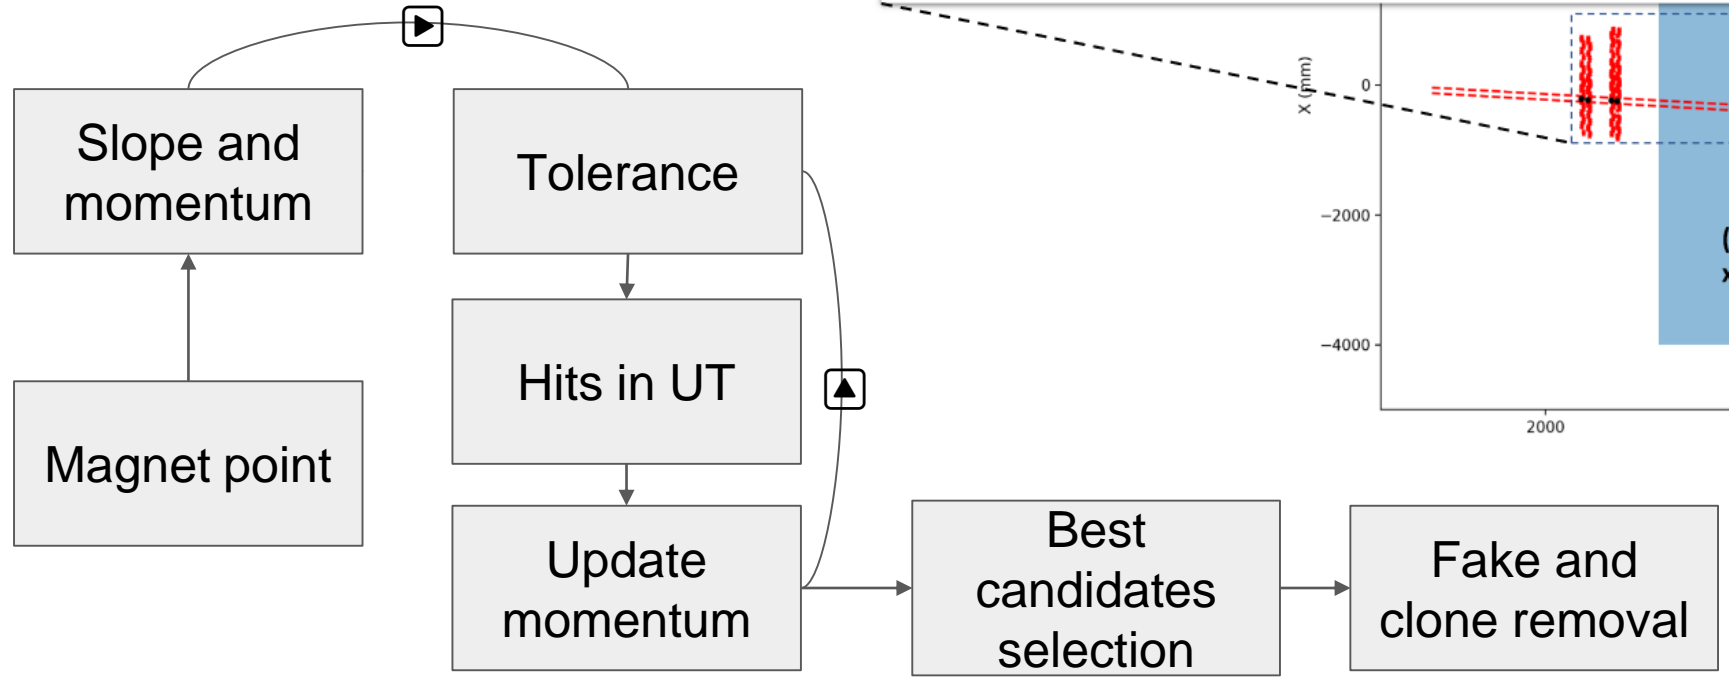 Slope and
momentum
Tolerance
Hits in UT
Magnet point
Update
momentum
Best
candidates
selection
Fake and
clone removal
X (mm)
0
−2000
−4000
2000
(
x